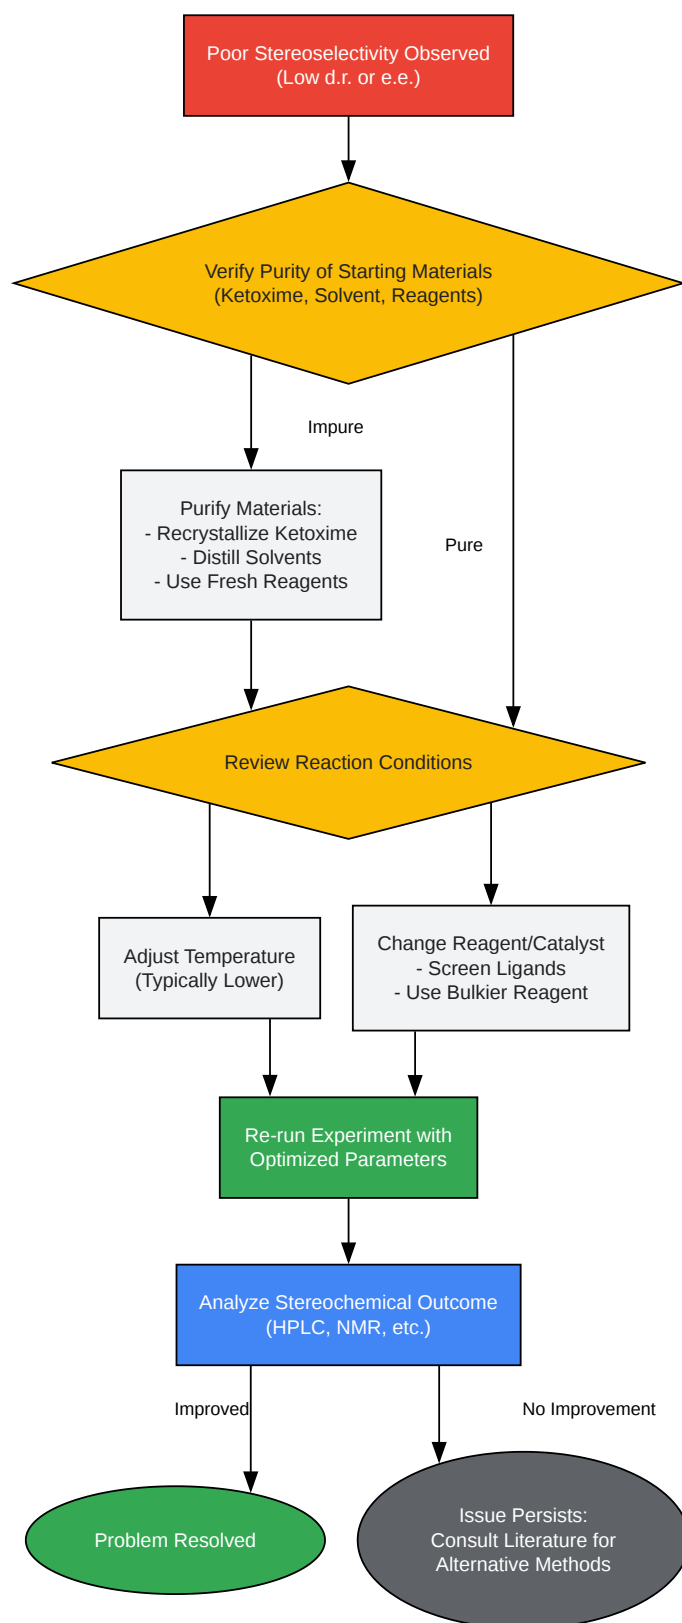 Poor Stereoselectivity Observed
(Low d.r. or e.e.)
Verify Purity of Starting Materials
(Ketoxime, Solvent, Reagents)
Impure
Purify Materials:
- Recrystallize Ketoxime
- Distill Solvents
- Use Fresh Reagents
Pure
Review Reaction Conditions
Adjust Temperature
(Typically Lower)
Change Reagent/Catalyst
- Screen Ligands
- Use Bulkier Reagent
Re-run Experiment with
Optimized Parameters
Analyze Stereochemical Outcome
(HPLC, NMR, etc.)
Improved
No Improvement
Problem Resolved
Issue Persists:
Consult Literature for
Alternative Methods